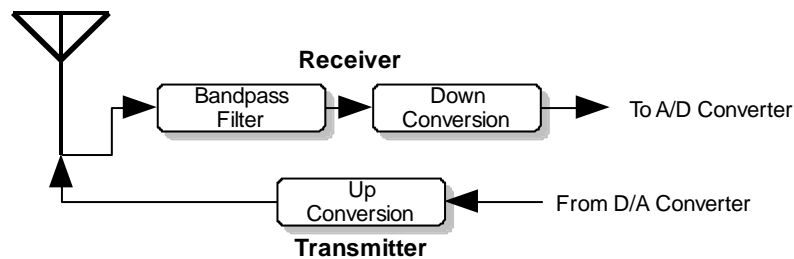 Receiver
Bandpass
Filter
Down
Conversion
To A/D Converter
Up
Conversion
From D/A Converter
Transmitter